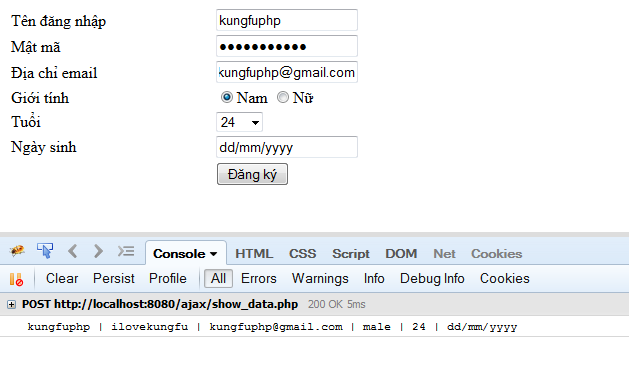 Tên đăng nhập kungfuphp
Mật mã ●●●●●●●●●●●
Địa chỉ email kungfuphp@gmail.com
Giới tính Nam Nữ
Tuổi 24
Ngày sinh dd/mm/yyyy
Đăng ký
Console HTML CSS Script DOM Net Cookies
Clear Persist Profile All Errors Warnings Info Debug Info Cookies
POST http://localhost:8080/ajax/show_data.php 200 OK 5ms
kungfuphp | ilovekungfu | kungfuphp@gmail.com | male | 24 | dd/mm/yyyy